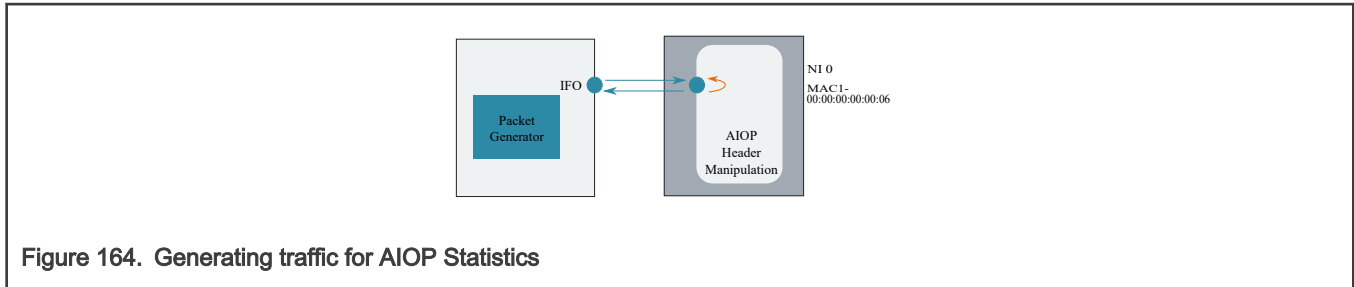 IFO
Packet
Generator
NI 0
MAC1-
00:00:00:00:00:06
AIOP
Header
Manipulation
Figure 164. Generating traffic for AIOP Statistics